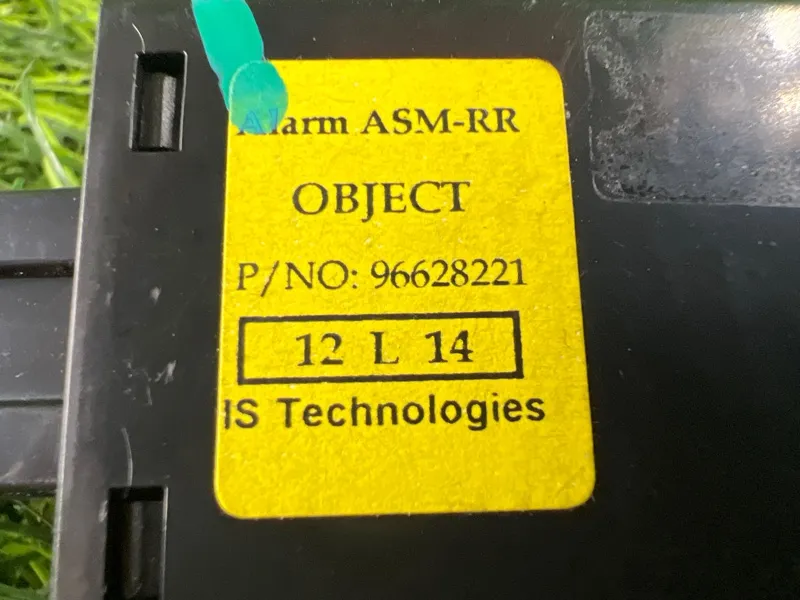 Alarm ASM-RR
OBJECT
P/NO: 96628221
12 L 14
IS Technologies